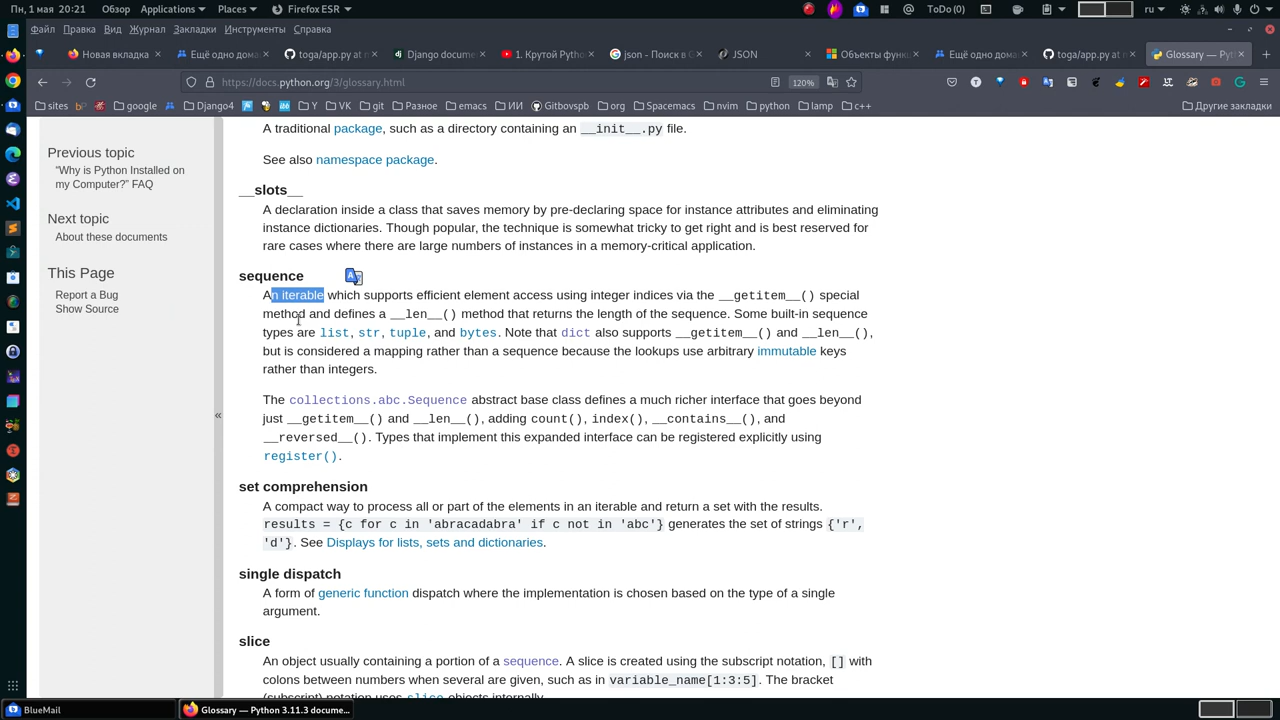 Пн, 1 мая  20:21
Обзор
Applications
Places
Firefox ESR
ToDo (0)
ru
Файл Правка Вид Журнал Закладки Инструменты Справка
Новая вкладка
Ещё одну дома
toga/app.py at n
Django docume
1. Крутой Pytho
json - Поиск в G
JSON
Объекты функ
Ещё одну дома
toga/app.py at n
Glossary — Pyth
https://docs.python.org/3/glossary.html
120%
sites
bP
google
Django4
Y
VK
git
Разное
emacs
ИИ
Gitbovspb
org
Spacemacs
nvim
python
lamp
c++
Другие закладки
Previous topic
“Why is Python Installed on
my Computer?” FAQ
Next topic
About these documents
This Page
Report a Bug
Show Source
«
A traditional package, such as a directory containing an __init__.py file.
See also namespace package.
__slots__
A declaration inside a class that saves memory by pre-declaring space for instance attributes and eliminating
instance dictionaries. Though popular, the technique is somewhat tricky to get right and is best reserved for
rare cases where there are large numbers of instances in a memory-critical application.
sequence
An iterable which supports efficient element access using integer indices via the __getitem__() special
method and defines a __len__() method that returns the length of the sequence. Some built-in sequence
types are list, str, tuple, and bytes. Note that dict also supports __getitem__() and __len__(),
but is considered a mapping rather than a sequence because the lookups use arbitrary immutable keys
rather than integers.
The collections.abc.Sequence abstract base class defines a much richer interface that goes beyond
just __getitem__() and __len__(), adding count(), index(), __contains__(), and
__reversed__(). Types that implement this expanded interface can be registered explicitly using
register().
set comprehension
A compact way to process all or part of the elements in an iterable and return a set with the results.
results = {c for c in 'abracadabra' if c not in 'abc'} generates the set of strings {'r',
'd'}. See Displays for lists, sets and dictionaries.
single dispatch
A form of generic function dispatch where the implementation is chosen based on the type of a single
argument.
slice
An object usually containing a portion of a sequence. A slice is created using the subscript notation, [] with
colons between numbers when several are given, such as in variable_name[1:3:5]. The bracket
(subscript) notation uses slice objects internally.
BlueMail
Glossary — Python 3.11.3 docume...